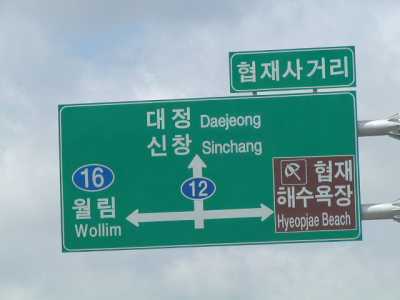 협재사거리
대정 Daejeong
신창 Sinchang
16
월림
Wollim
12
협재
해수욕장
Hyeopjae Beach